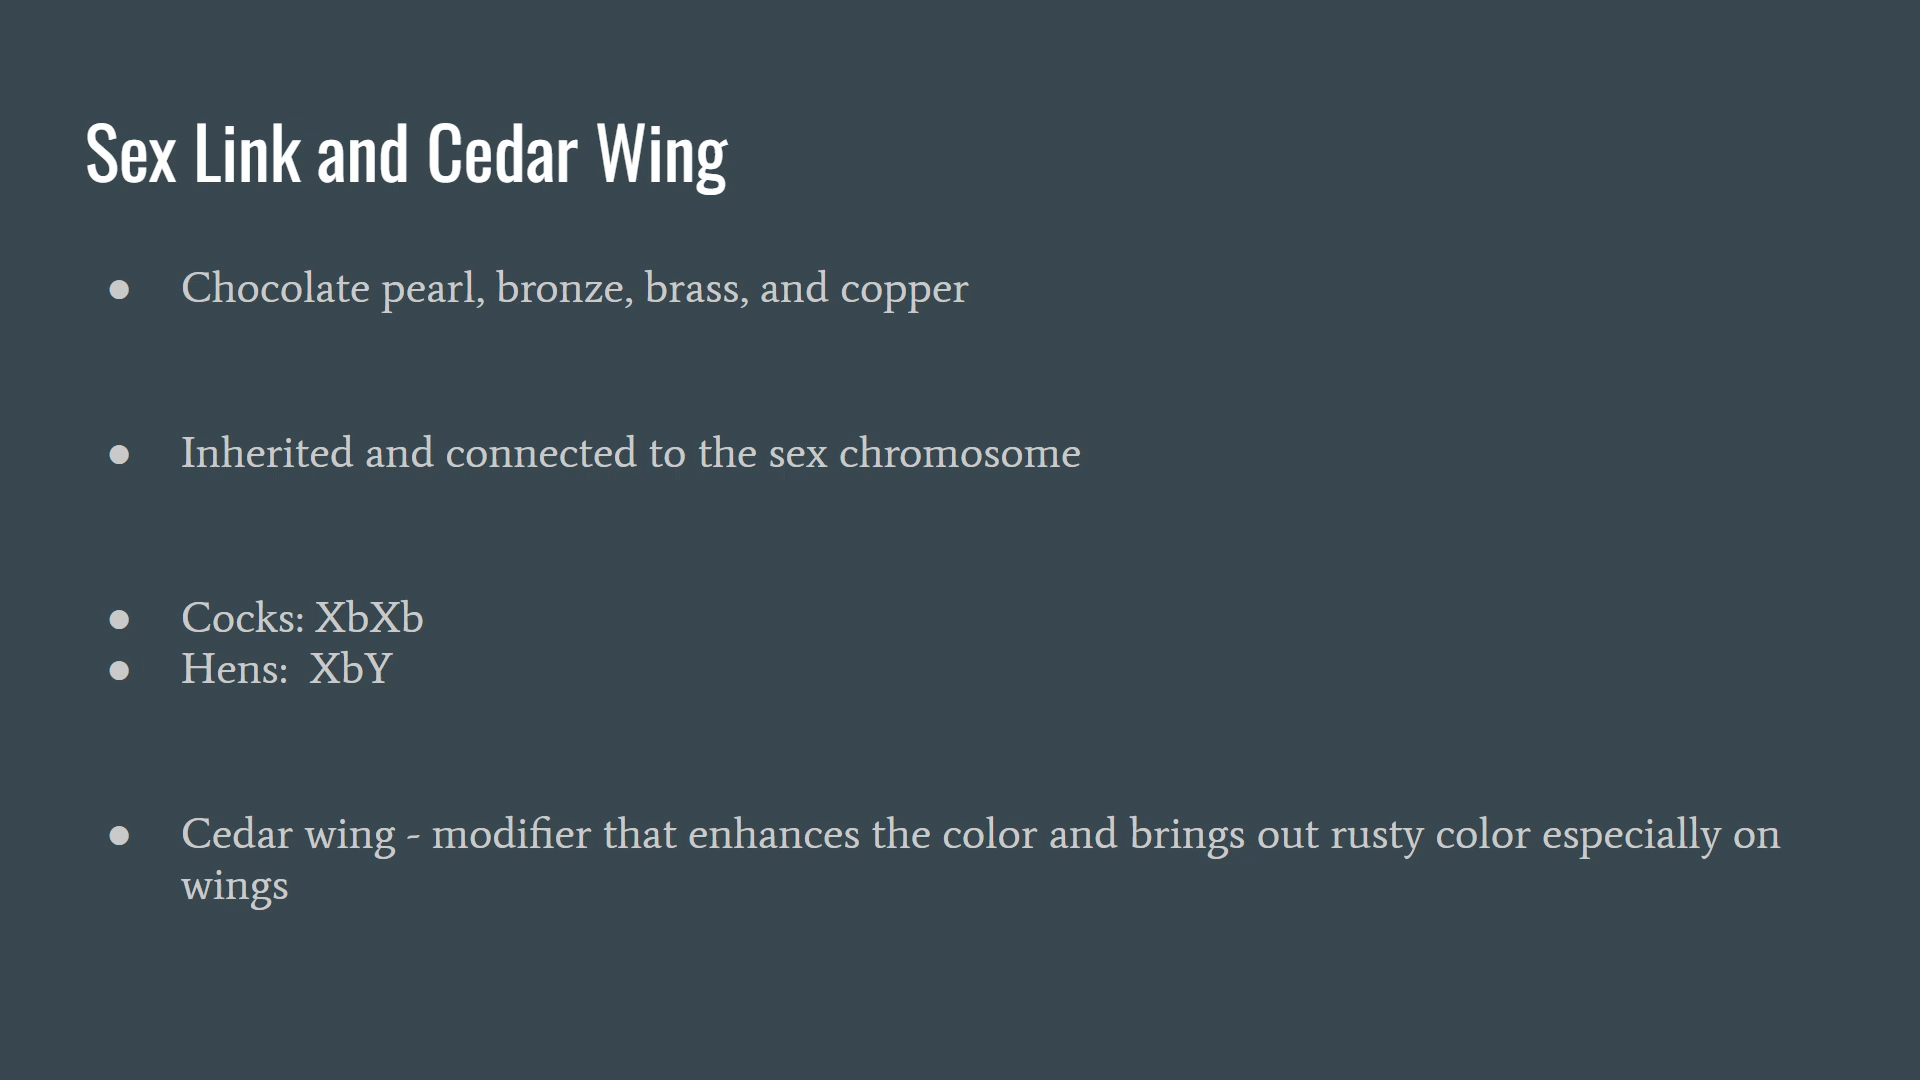 Sex Link and Cedar Wing
● Chocolate pearl, bronze, brass, and copper
● Inherited and connected to the sex chromosome
● Cocks: XbXb
● Hens:  XbY
● Cedar wing - modifier that enhances the color and brings out rusty color especially on
wings